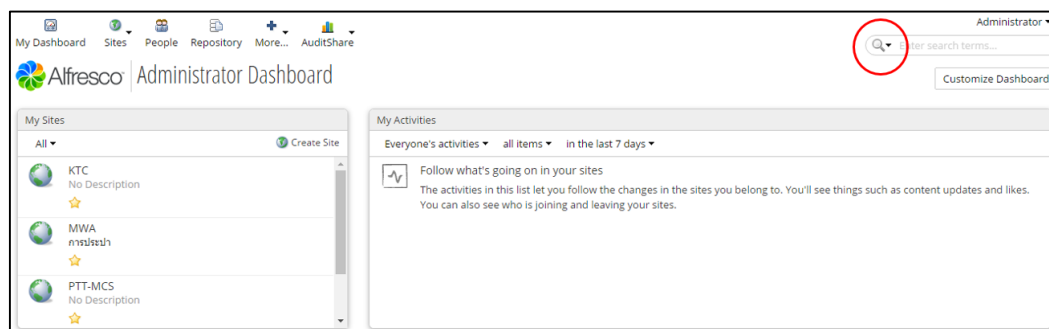 Administrator
My Dashboard Sites People Repository More... AuditShare
Enter search terms...
Alfresco Administrator Dashboard
Customize Dashboard
My Sites
All
Create Site
KTC
No Description
MWA
การประปา
PTT-MCS
No Description
My Activities
Everyone's activities all items in the last 7 days
Follow what's going on in your sites
The activities in this list let you follow the changes in the sites you belong to. You'll see things such as content updates and likes.
You can also see who is joining and leaving your sites.